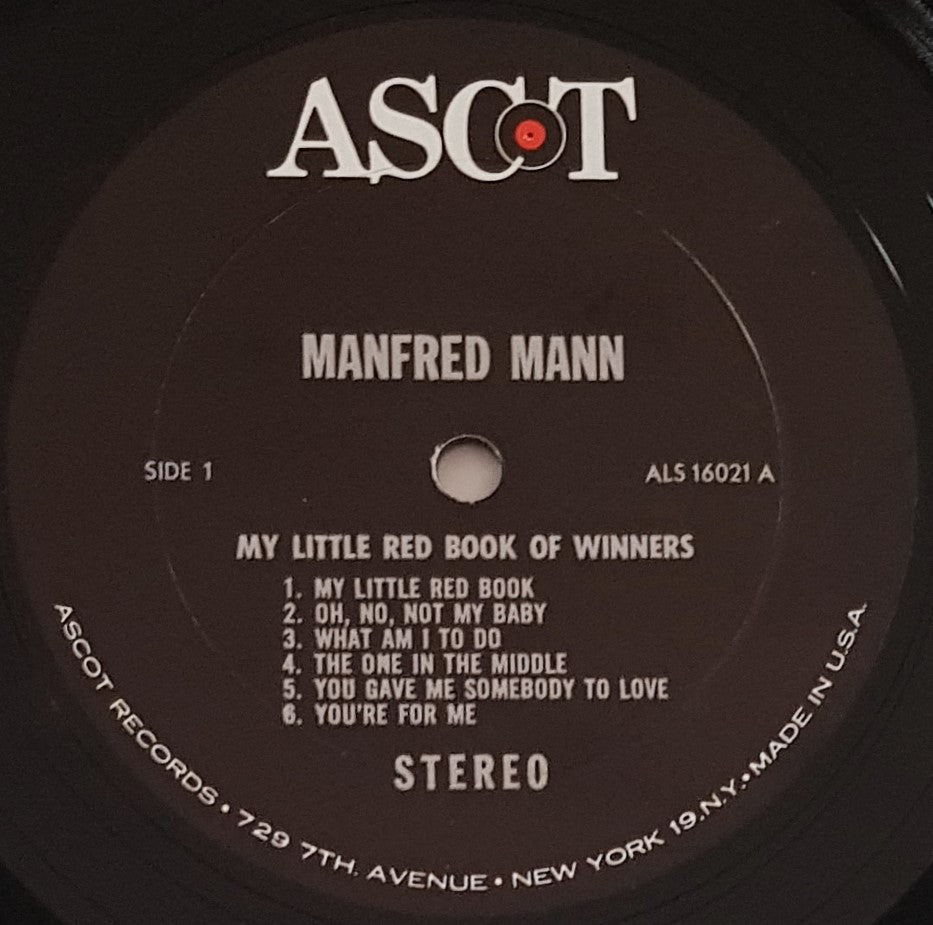 ASCOT
MANFRED MANN
SIDE 1
ALS 16021 A
MY LITTLE RED BOOK OF WINNERS
1. MY LITTLE RED BOOK
2. OH, NO, NOT MY BABY
3. WHAT AM I TO DO
4. THE ONE IN THE MIDDLE
5. YOU GAVE ME SOMEBODY TO LOVE
6. YOU'RE FOR ME
STEREO
ASCOT RECORDS • 729 7TH. AVENUE • NEW YORK 19, N.Y. • MADE IN U.S.A.